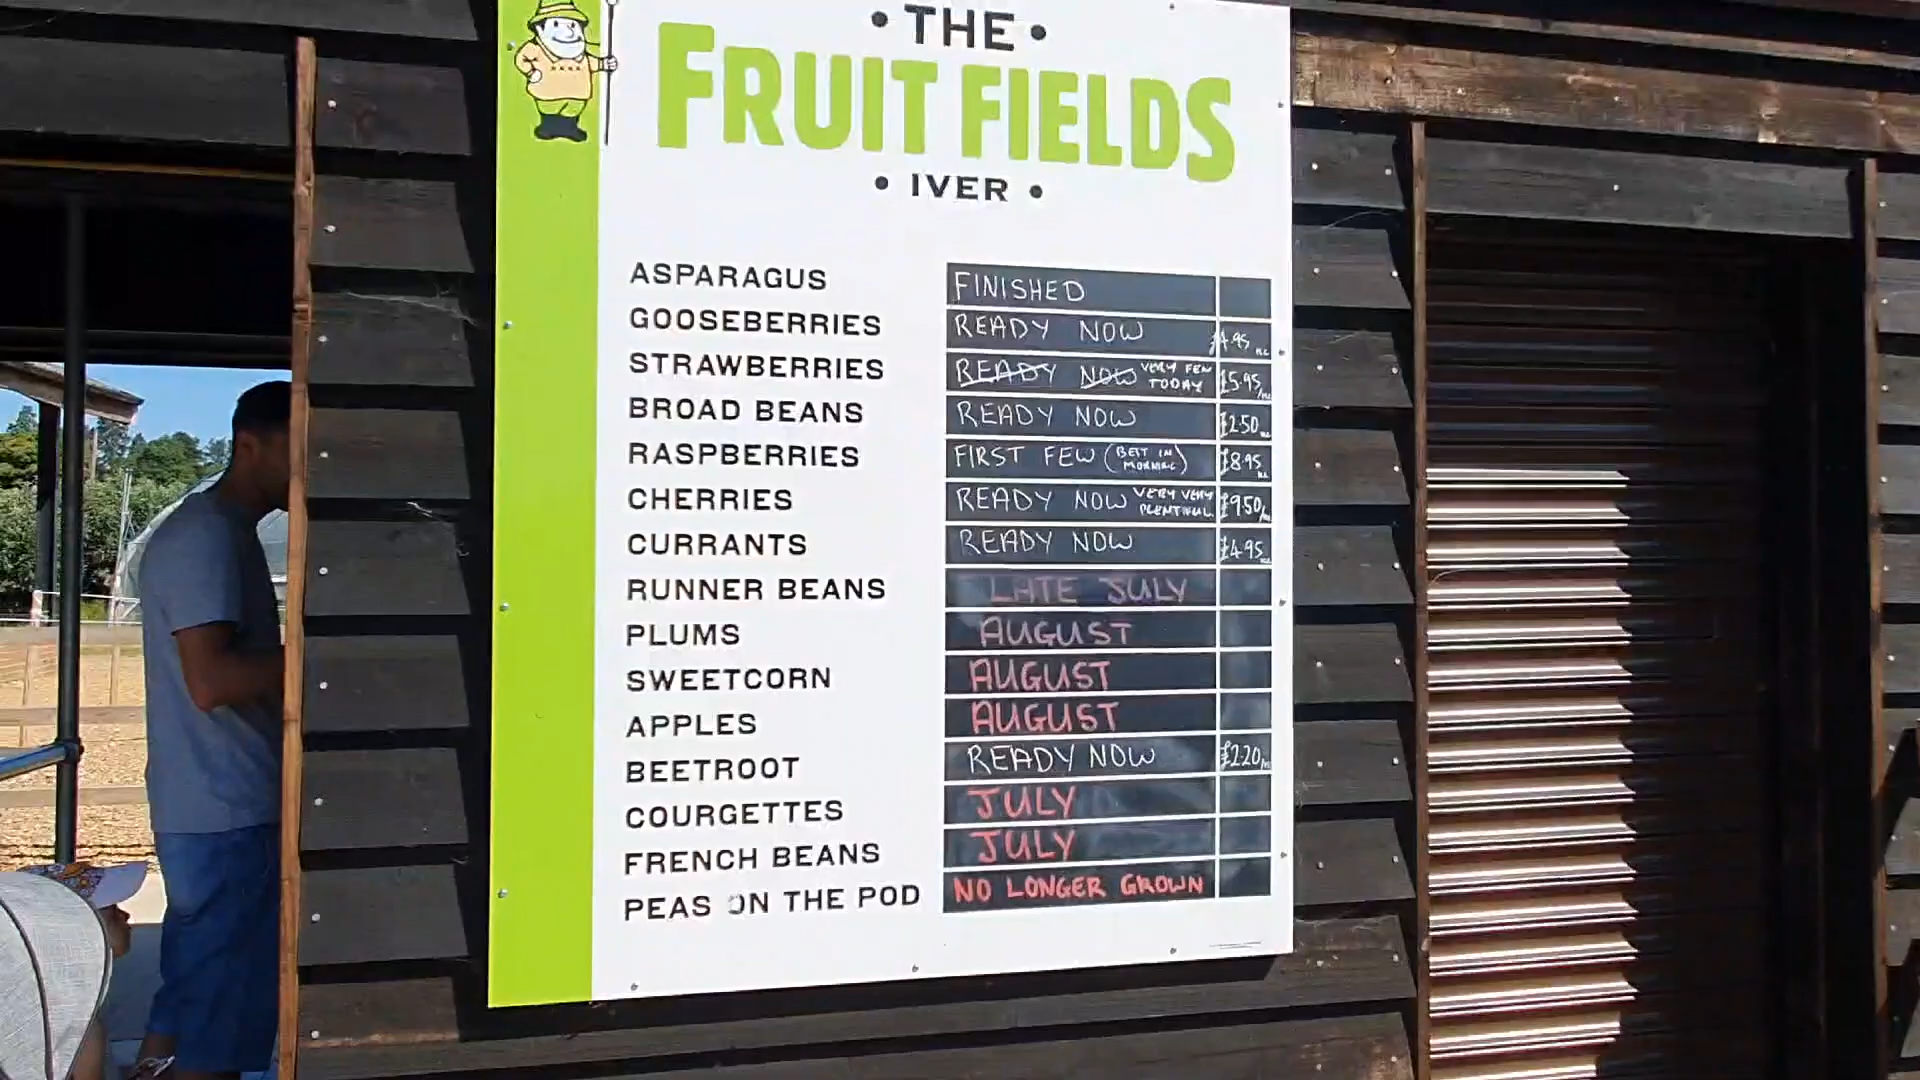 • THE •
FRUIT FIELDS
• IVER •
ASPARAGUS FINISHED
GOOSEBERRIES READY NOW £4.95
STRAWBERRIES READY NOW VERY FEW TODAY £5.95
BROAD BEANS READY NOW £2.50
RASPBERRIES FIRST FEW (BEST IN MORNING) £8.95
CHERRIES READY NOW VERY VERY PLENTIFUL £9.50
CURRANTS READY NOW £4.95
RUNNER BEANS LATE JULY
PLUMS AUGUST
SWEETCORN AUGUST
APPLES AUGUST
BEETROOT READY NOW £2.20
COURGETTES JULY
FRENCH BEANS JULY
PEAS ON THE POD NO LONGER GROWN